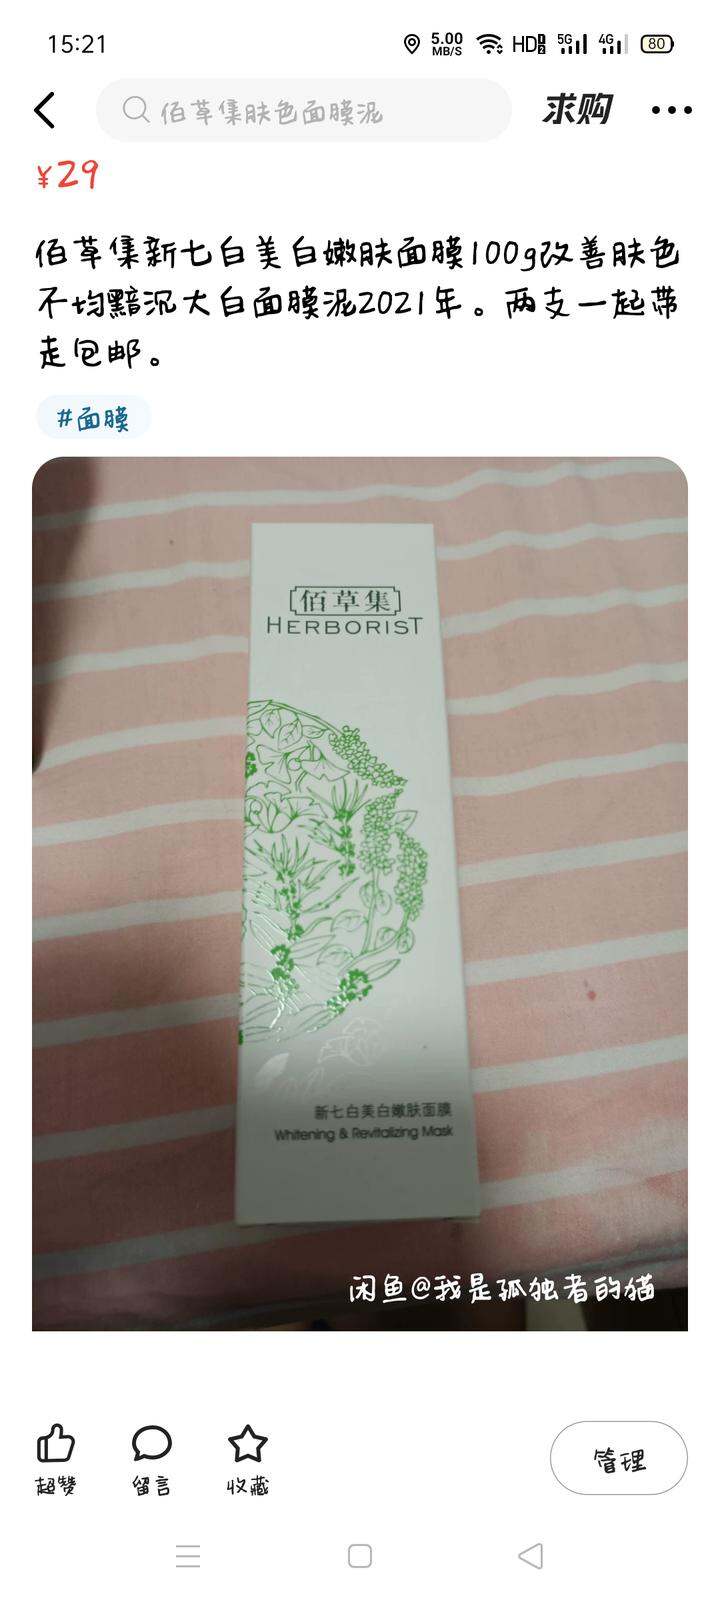 15:21
5.00
MB/S
HD
5G
4G
80
佰草集肤色面膜泥
求购
¥29
佰草集新七白美白嫩肤面膜100g改善肤色
不均黯沉大白面膜泥2021年。两支一起带
走包邮。
#面膜
佰草集
HERBORIST
新七白美白嫩肤面膜
Whitening & Revitalizing Mask
闲鱼@我是孤独者的猫
超赞
留言
收藏
管理